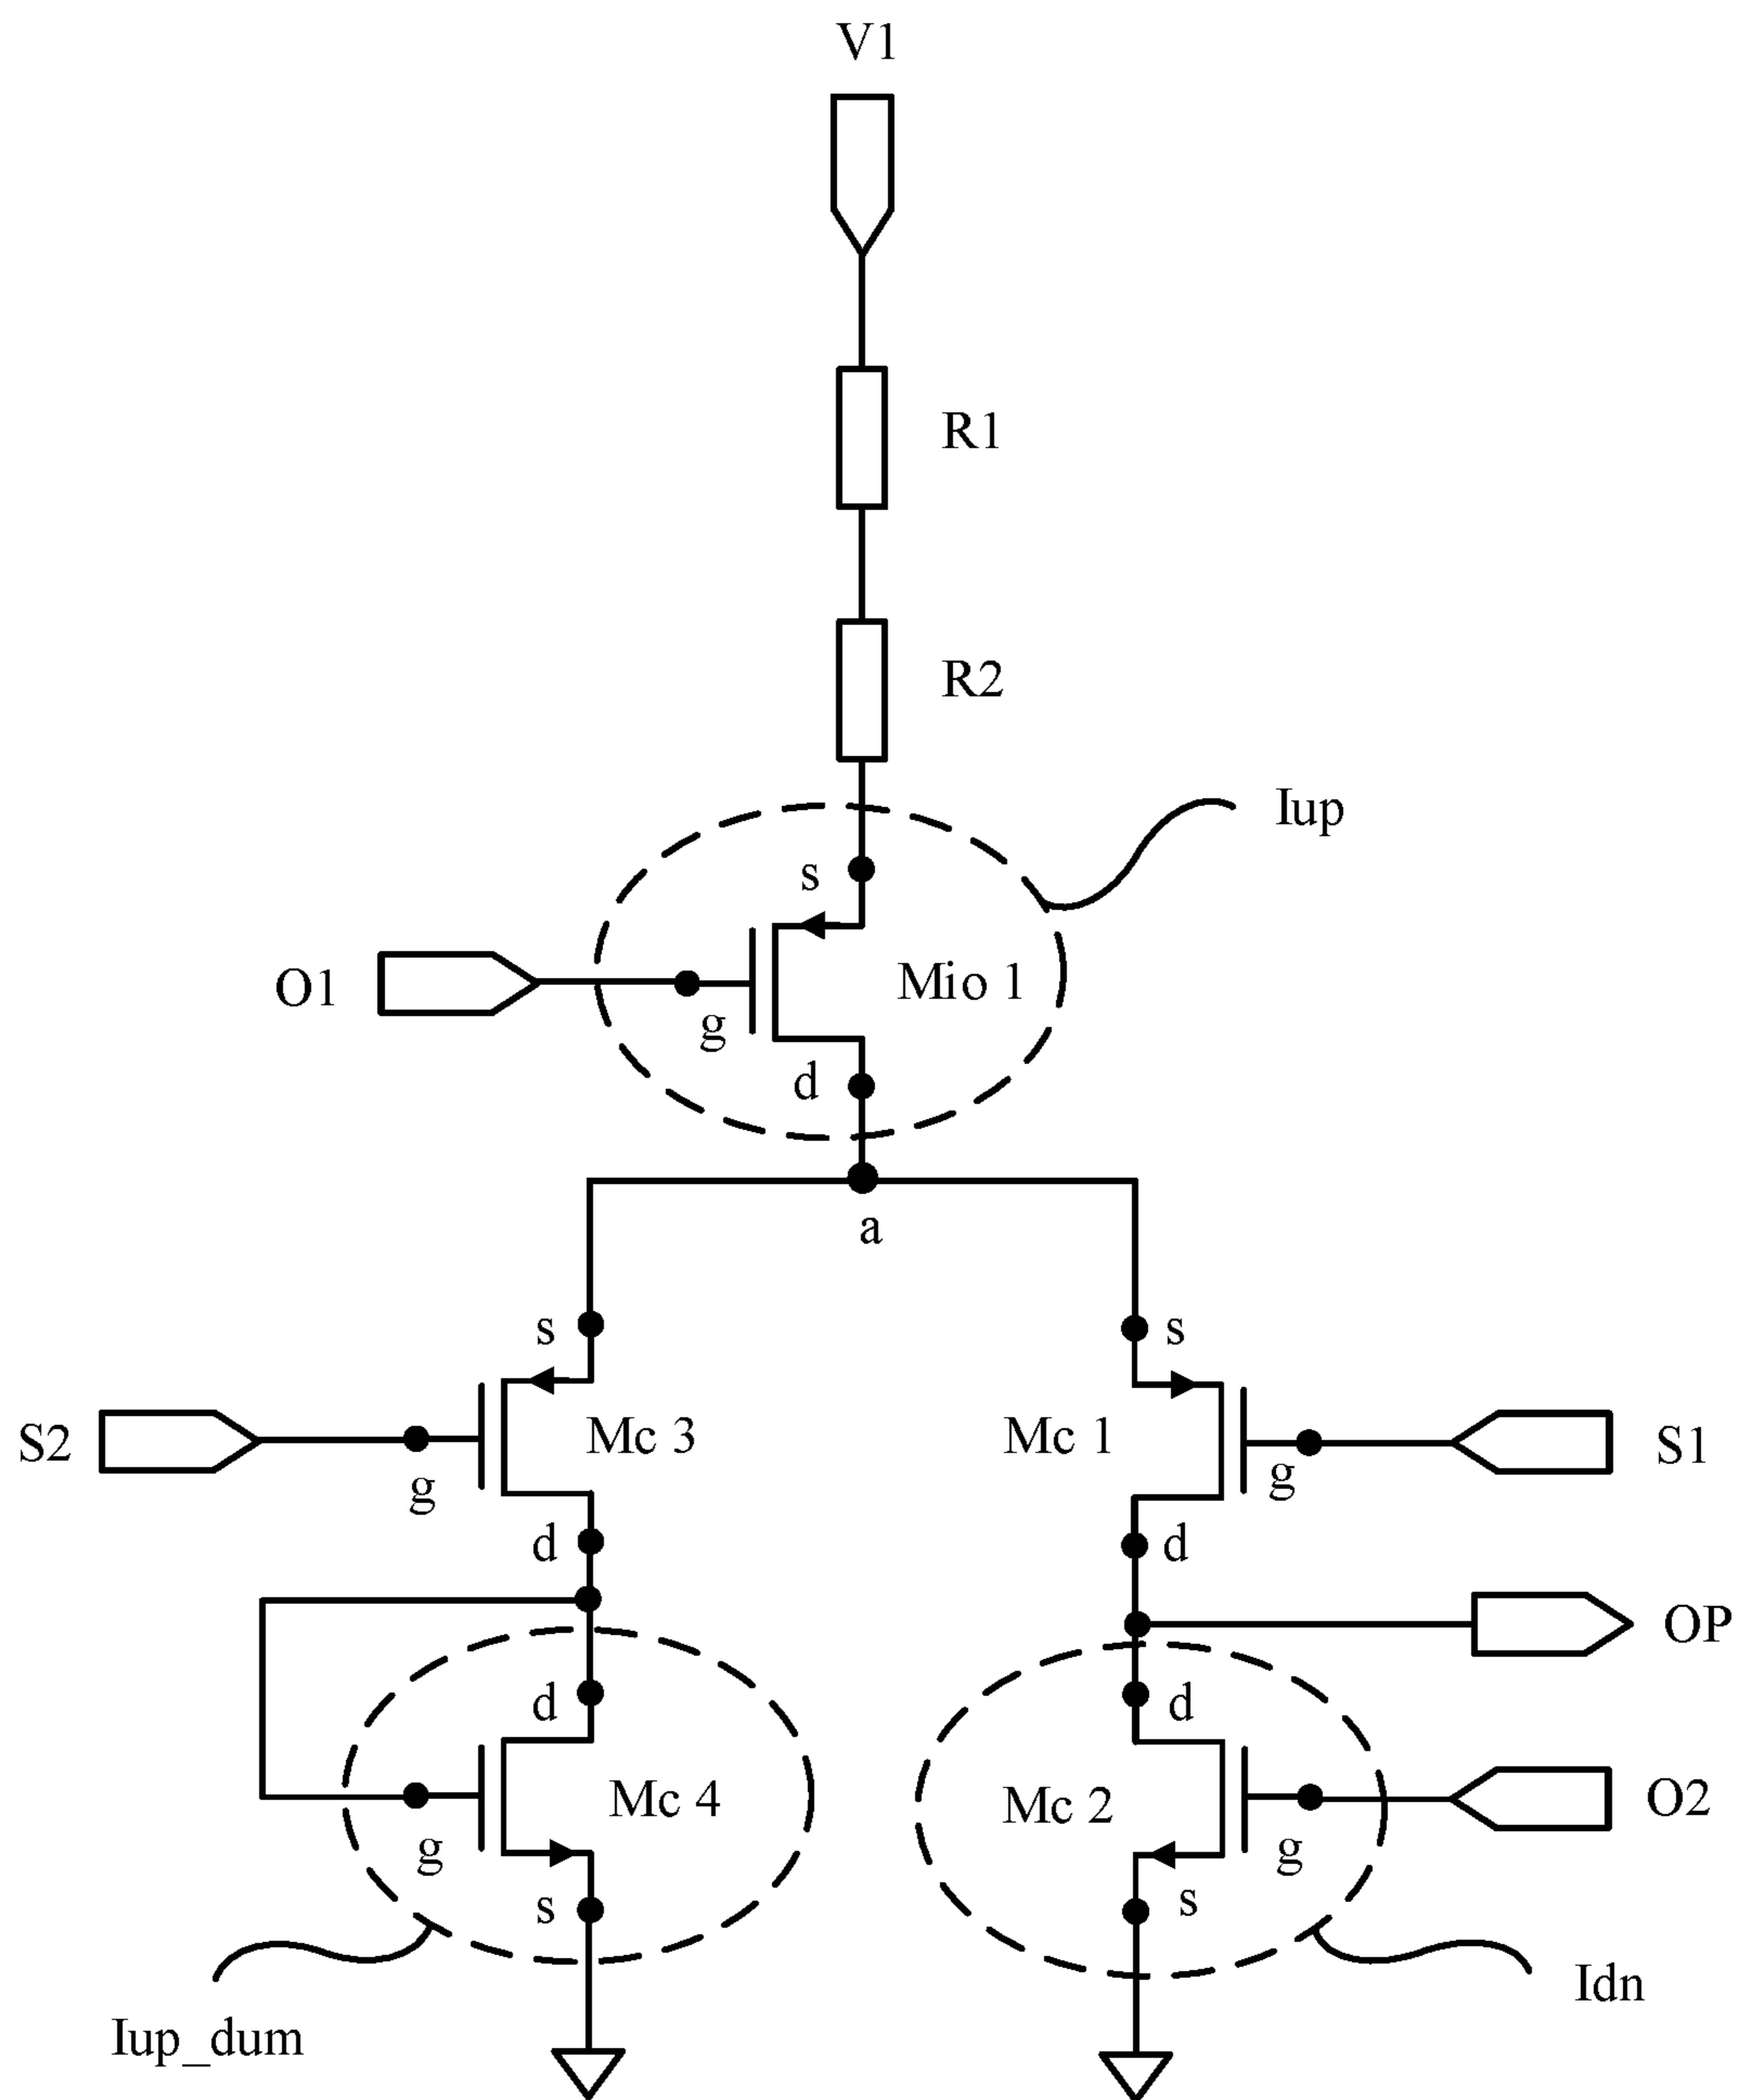 V1
R1
R2
Iup
s
O1
Mio 1
g
d
a
s
s
S2
Mc 3
Mc 1
S1
g
g
d
d
OP
d
d
Mc 4
Mc 2
O2
g
g
s
s
Idn
Iup_dum